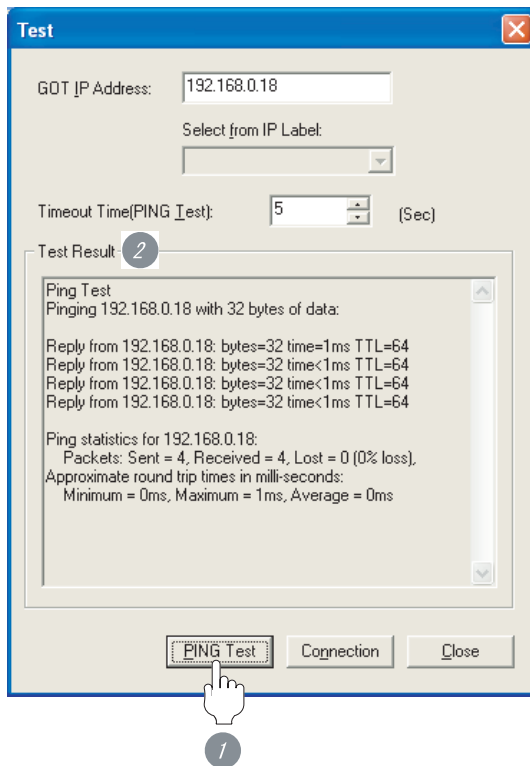 Test
GOT IP Address:
192.168.0.18
Select from IP Label:
Timeout Time(PING Test):
5
(Sec)
Test Result 2
Ping Test
Pinging 192.168.0.18 with 32 bytes of data:
Reply from 192.168.0.18: bytes=32 time=1ms TTL=64
Reply from 192.168.0.18: bytes=32 time<1ms TTL=64
Reply from 192.168.0.18: bytes=32 time<1ms TTL=64
Reply from 192.168.0.18: bytes=32 time<1ms TTL=64
Ping statistics for 192.168.0.18:
Packets: Sent = 4, Received = 4, Lost = 0 (0% loss),
Approximate round trip times in milli-seconds:
Minimum = 0ms, Maximum = 1ms, Average = 0ms
PING Test
Connection
Close
1